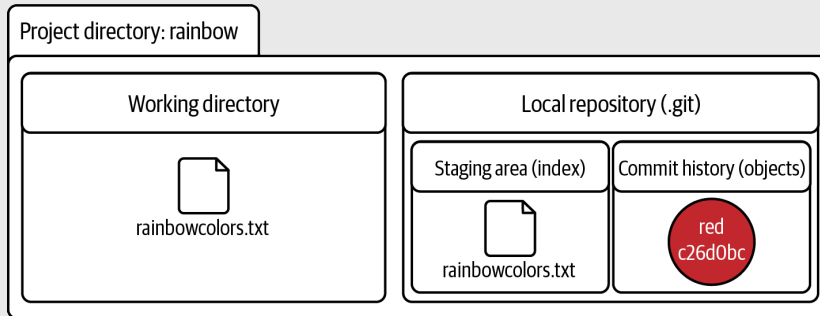 Project directory: rainbow
Working directory
Local repository (.git)
rainbowcolors.txt
Staging area (index)
Commit history (objects)
rainbowcolors.txt
red
c26d0bc